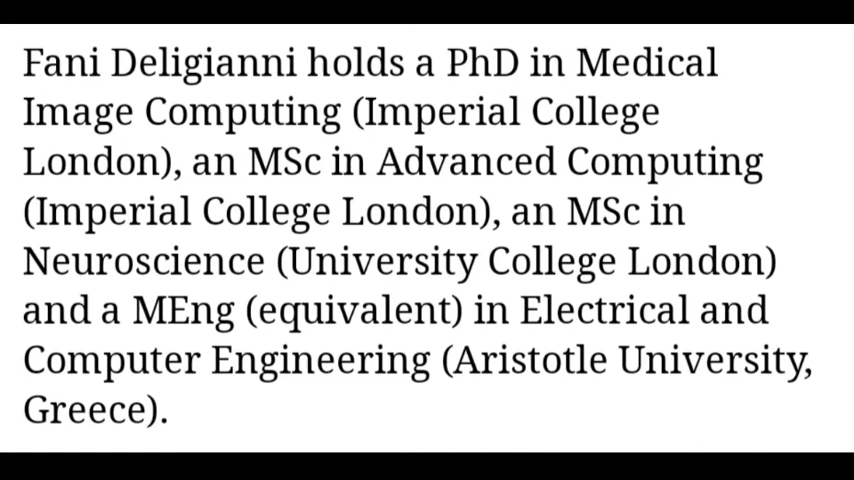 Fani Deligianni holds a PhD in Medical
Image Computing (Imperial College
London), an MSc in Advanced Computing
(Imperial College London), an MSc in
Neuroscience (University College London)
and a MEng (equivalent) in Electrical and
Computer Engineering (Aristotle University,
Greece).